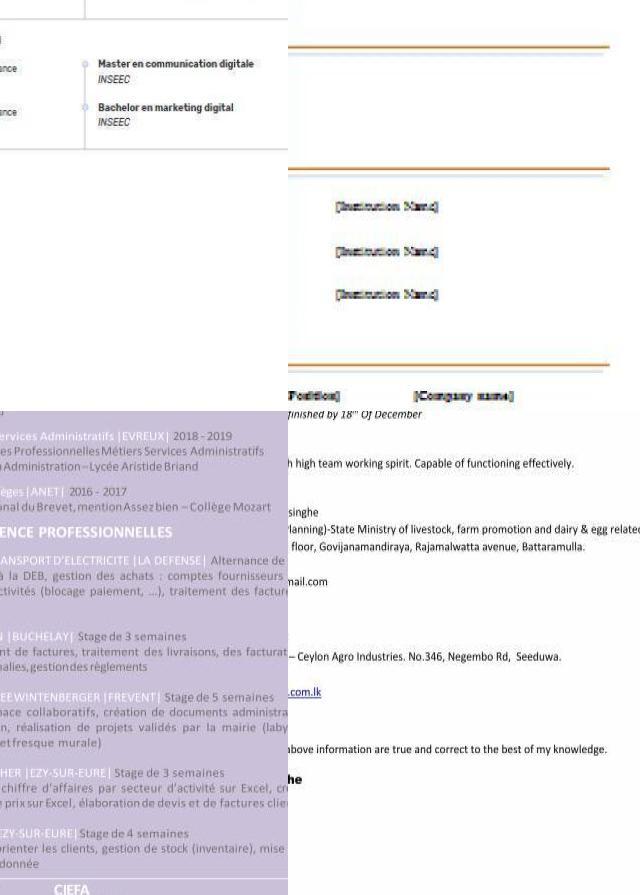 ance
Master en communication digitale
INSEEC
ance
Bachelor en marketing digital
INSEEC
[Institution Name]
[Institution Name]
[Institution Name]
Position] [Company name]
ervices Administratifs |EVREUX| 2018 - 2019
es Professionnelles Métiers Services Administratifs
Administration – Lycée Aristide Briand
èges |ANET| 2016 - 2017
nal du Brevet, mention Assez bien – Collège Mozart
ENCE PROFESSIONNELLES
ANSPORT D'ELECTRICITE |LA DEFENSE| Alternance de
à la DEB, gestion des achats : comptes fournisseurs
ctivités (blocage paiement, ...), traitement des facture
|BUCHELAY| Stage de 3 semaines
nt de factures, traitement des livraisons, des facturat
malies, gestion des règlements
EE WINTENBERGER |FREVENT| Stage de 5 semaines
pace collaboratifs, création de documents administra
n, réalisation de projets validés par la mairie (laby
et fresque murale)
HER |EZY-SUR-EURE| Stage de 3 semaines
chiffre d'affaires par secteur d'activité sur Excel, cr
prix sur Excel, élaboration de devis et de factures clie
EZY-SUR-EURE| Stage de 4 semaines
orienter les clients, gestion de stock (inventaire), mise
donnée
CIEFA
finished by 18th Of December
h high team working spirit. Capable of functioning effectively.
singhe
lanning)-State Ministry of livestock, farm promotion and dairy & egg relate
floor, Govijanamandiraya, Rajamalwatta avenue, Battaramulla.
mail.com
– Ceylon Agro Industries. No.346, Negembo Rd, Seeduwa.
.com.lk
above information are true and correct to the best of my knowledge.
he